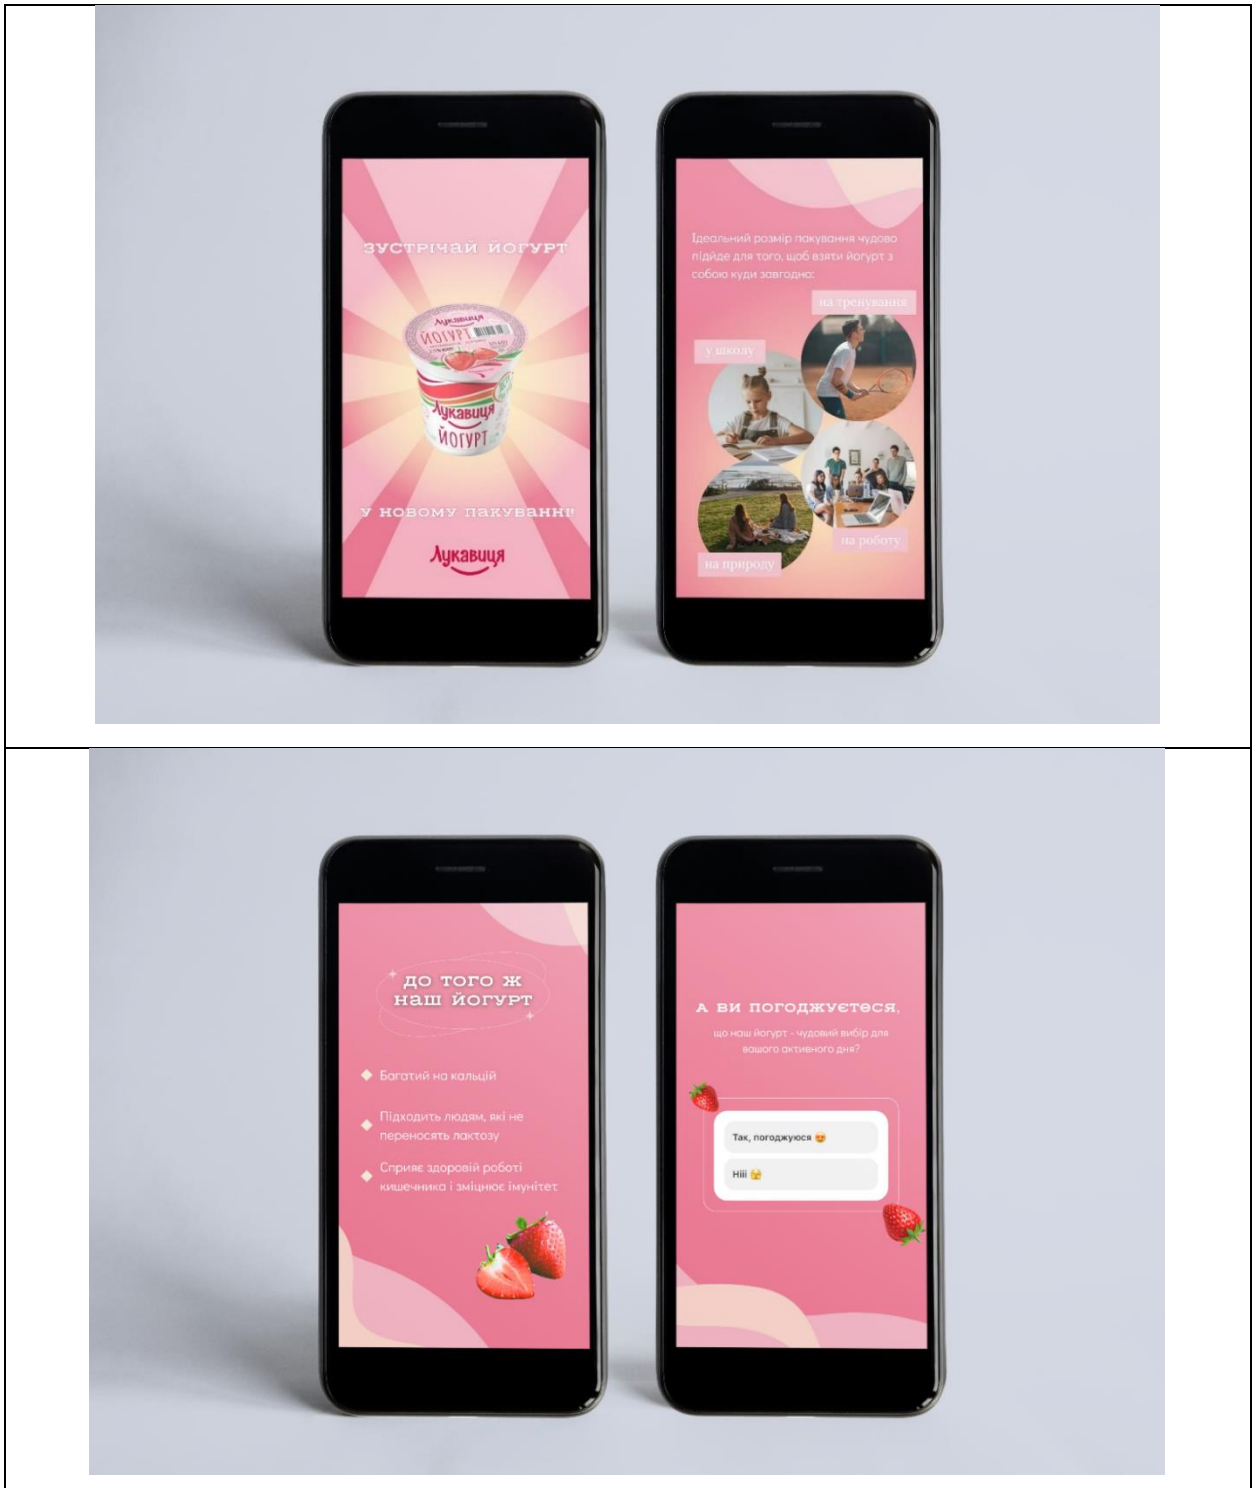 ЗУСТРІЧАЙ ЙОГУРТ
Лукавиця
ЙОГУРТ
Лукавиця
ЙОГУРТ
У НОВОМУ ПАКУВАННІ!
Лукавиця
Ідеальний розмір пакування чудово
підійде для того, щоб взяти йогурт з
собою куди завгодно:
на тренування
у школу
на роботу
на природу
ДО ТОГО Ж
НАШ ЙОГУРТ
Багатий на кальцій
Підходить людям, які не
переносять лактозу
Сприяє здоровій роботі
кишечника і зміцнює імунітет
А ВИ ПОГОДЖУЄТЕСЯ,
що наш йогурт - чудовий вибір для
вашого активного дня?
Так, погоджуюся 😍
Нііі 🫣